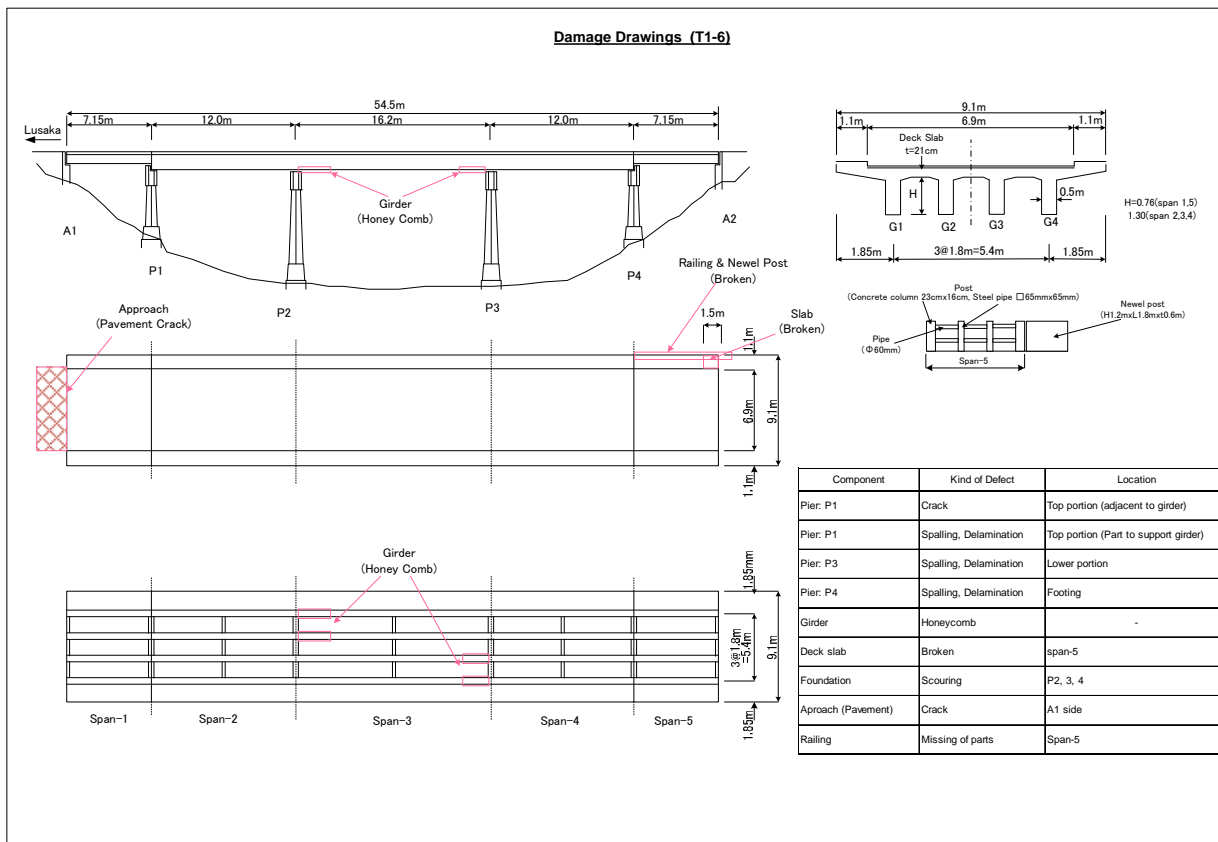 Damage Drawings (T1-6)
54.5m
Lusaka
7.15m
12.0m
16.2m
12.0m
7.15m
Girder
(Honey Comb)
A1
P1
P2
P3
P4
A2
9.1m
1.1m
6.9m
1.1m
Deck Slab
t=21cm
H
0.5m
H=0.76(span 1,5)
1.30(span 2,3,4)
G1
G2
G3
G4
1.85m
3@1.8m=5.4m
1.85m
Post
(Concrete column 23cmx16cm, Steel pipe □65mmx65mm)
Newel post
(H1.2mxL1.8mxt0.6m)
Pipe
(Φ60mm)
Span-5
Approach
(Pavement Crack)
Railing & Newel Post
(Broken)
1.5m
Slab
(Broken)
1.1m
6.9m
9.1m
1.1m
Girder
(Honey Comb)
1.85mm
3@1.8m
=5.4m
9.1m
1.85m
Span-1
Span-2
Span-3
Span-4
Span-5
Component Kind of Defect Location
Pier: P1 Crack Top portion (adjacent to girder)
Pier: P1 Spalling, Delamination Top portion (Part to support girder)
Pier: P3 Spalling, Delamination Lower portion
Pier: P4 Spalling, Delamination Footing
Girder Honeycomb -
Deck slab Broken span-5
Foundation Scouring P2, 3, 4
Aproach (Pavement) Crack A1 side
Railing Missing of parts Span-5